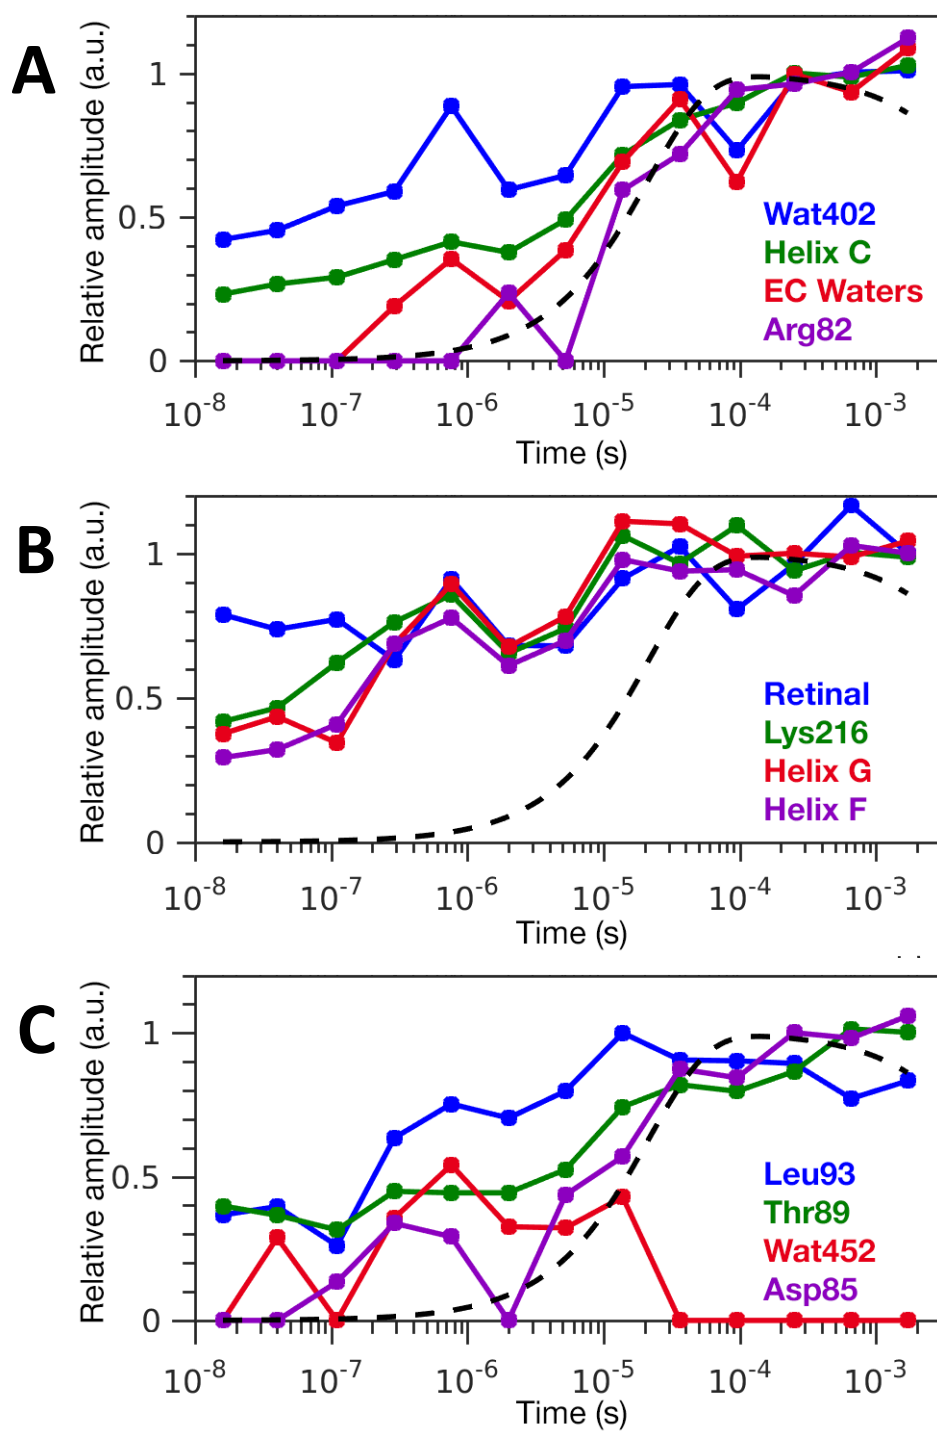 A
Relative amplitude (a.u.)
1
0.5
0
Wat402
Helix C
EC Waters
Arg82
10⁻⁸ 10⁻⁷ 10⁻⁶ 10⁻⁵ 10⁻⁴ 10⁻³
Time (s)
B
Relative amplitude (a.u.)
1
0.5
0
Retinal
Lys216
Helix G
Helix F
10⁻⁸ 10⁻⁷ 10⁻⁶ 10⁻⁵ 10⁻⁴ 10⁻³
Time (s)
C
Relative amplitude (a.u.)
1
0.5
0
Leu93
Thr89
Wat452
Asp85
10⁻⁸ 10⁻⁷ 10⁻⁶ 10⁻⁵ 10⁻⁴ 10⁻³
Time (s)